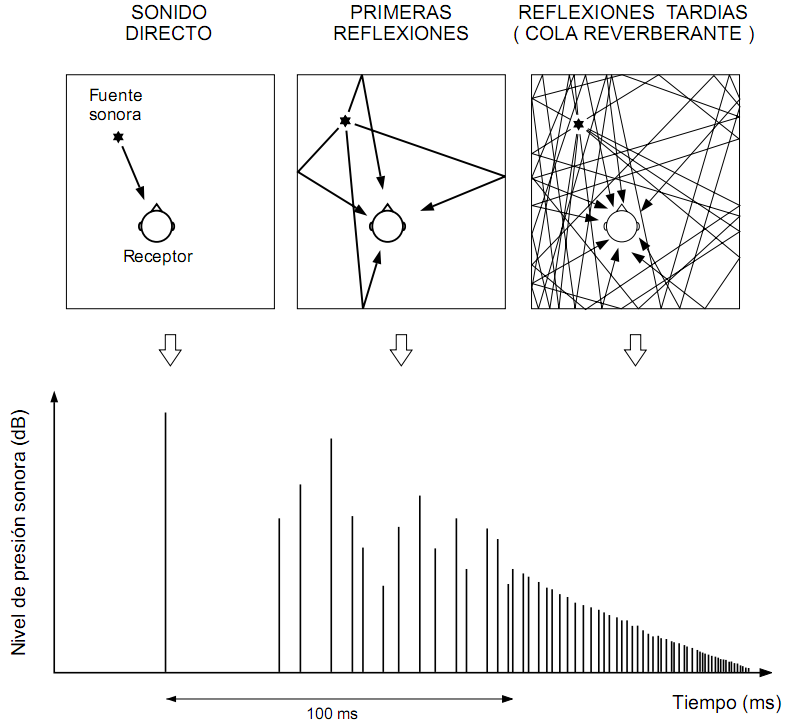 SONIDO
DIRECTO
PRIMERAS
REFLEXIONES
REFLEXIONES TARDIAS
( COLA REVERBERANTE )
Fuente
sonora
Receptor
Nivel de presión sonora (dB)
100 ms
Tiempo (ms)